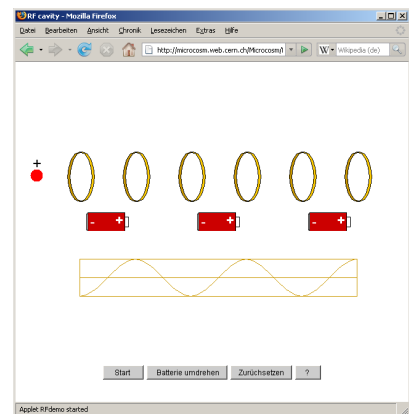 RF cavity - Mozilla Firefox
Datei Bearbeiten Ansicht Chronik Lesezeichen Extras Hilfe
http://microcosm.web.cern.ch/Microcosm/l W Wikipedia (de)
+
- + - + - +
Start Batterie umdrehen Zurüchsetzen ?
Applet RFdemo started